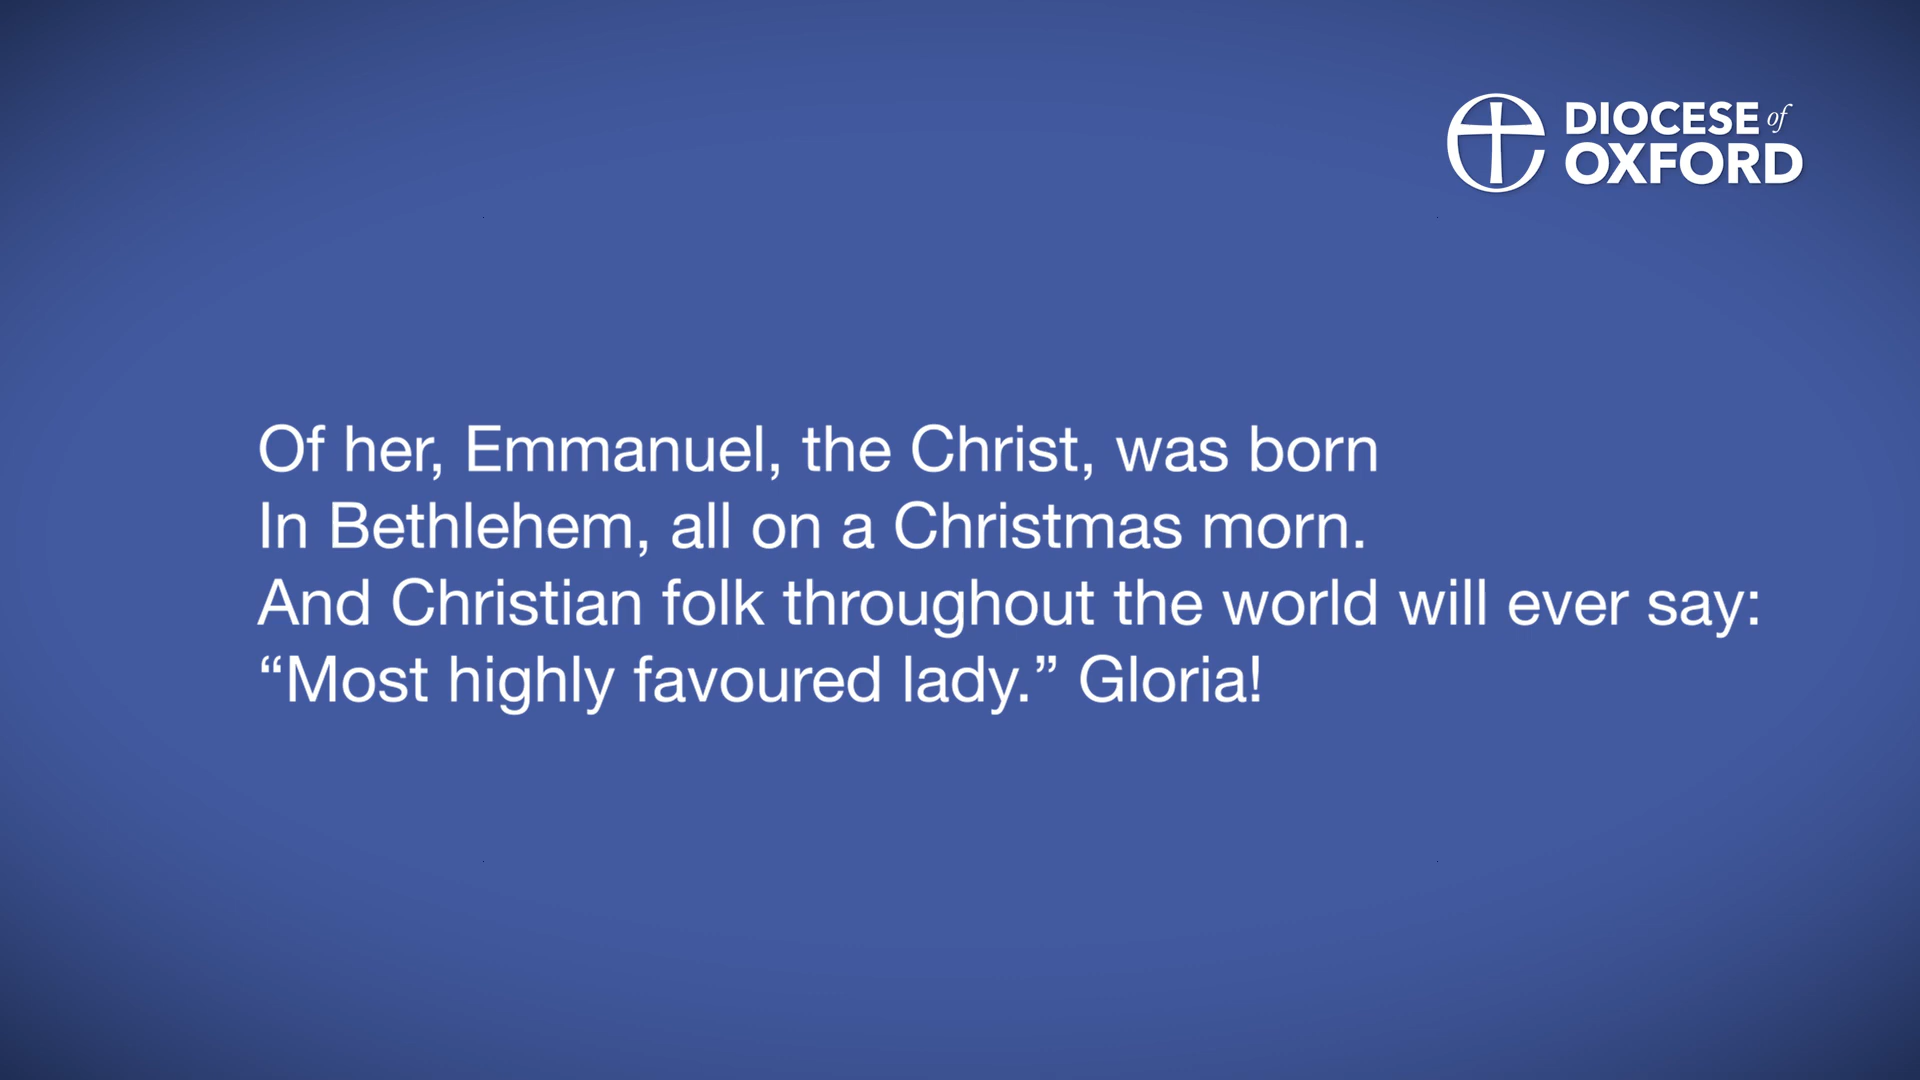 DIOCESE of
OXFORD
Of her, Emmanuel, the Christ, was born
In Bethlehem, all on a Christmas morn.
And Christian folk throughout the world will ever say:
“Most highly favoured lady.” Gloria!